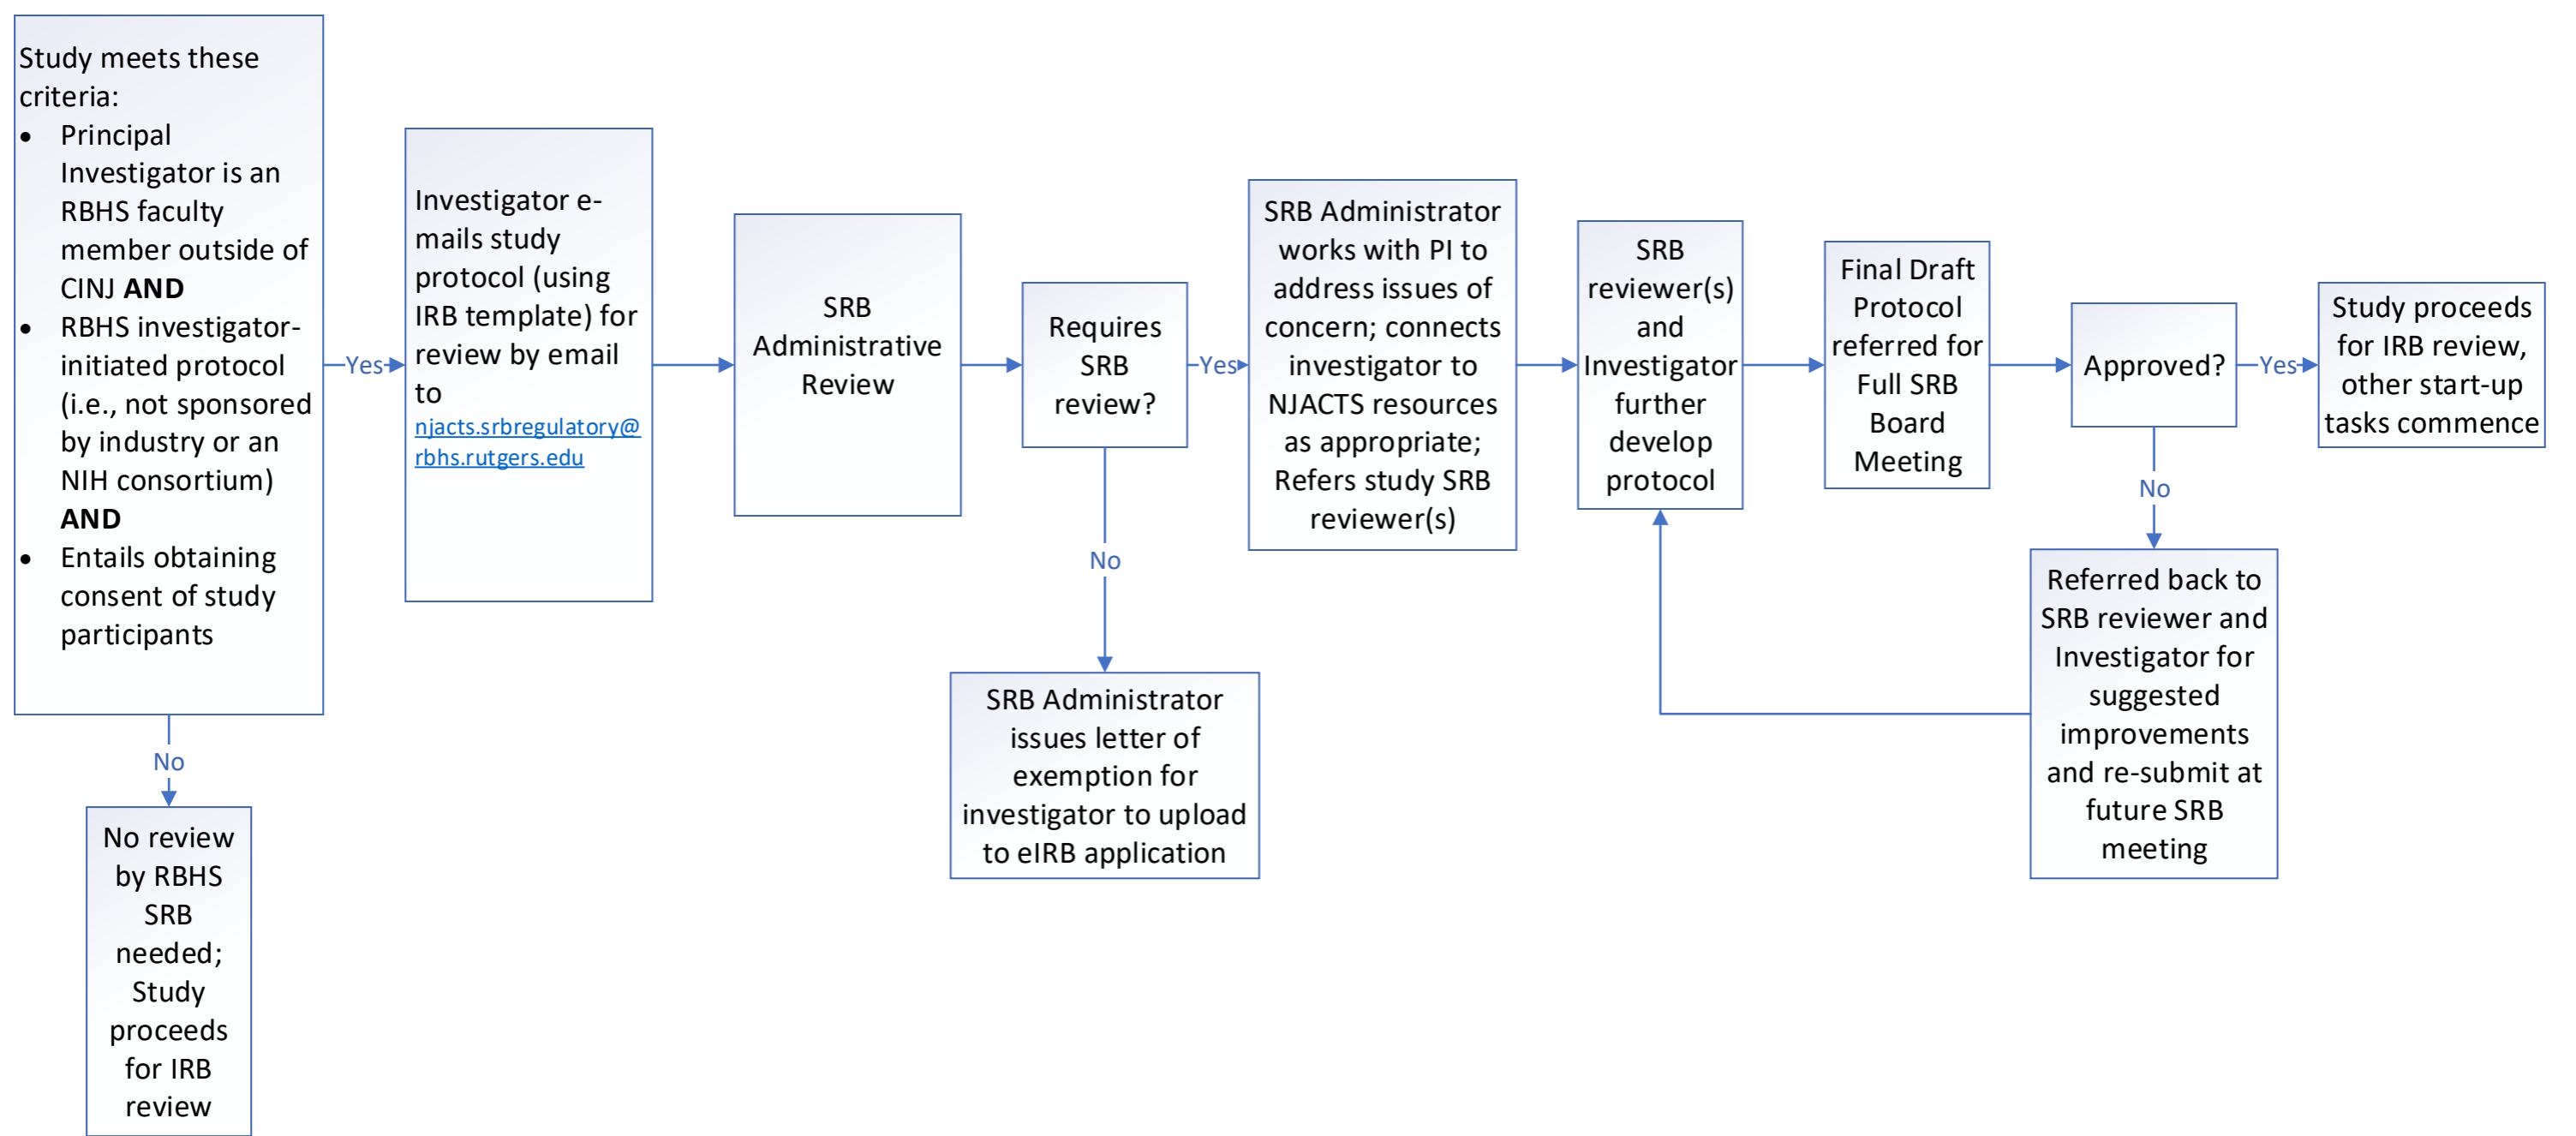 Study meets these
criteria:
• Principal
Investigator is an
RBHS faculty
member outside of
CINJ AND
• RBHS investigator-
initiated protocol
(i.e., not sponsored
by industry or an
NIH consortium)
AND
• Entails obtaining
consent of study
participants
No
No review
by RBHS
SRB
needed;
Study
proceeds
for IRB
review
Yes
Investigator e-
mails study
protocol (using
IRB template) for
review by email
to
njacts.srbregulatory@
rbhs.rutgers.edu
SRB
Administrative
Review
Requires
SRB
review?
No
SRB Administrator
issues letter of
exemption for
investigator to upload
to eIRB application
Yes
SRB Administrator
works with PI to
address issues of
concern; connects
investigator to
NJACTS resources
as appropriate;
Refers study SRB
reviewer(s)
SRB
reviewer(s)
and
Investigator
further
develop
protocol
Final Draft
Protocol
referred for
Full SRB
Board
Meeting
Approved?
No
Referred back to
SRB reviewer and
Investigator for
suggested
improvements
and re-submit at
future SRB
meeting
Yes
Study proceeds
for IRB review,
other start-up
tasks commence